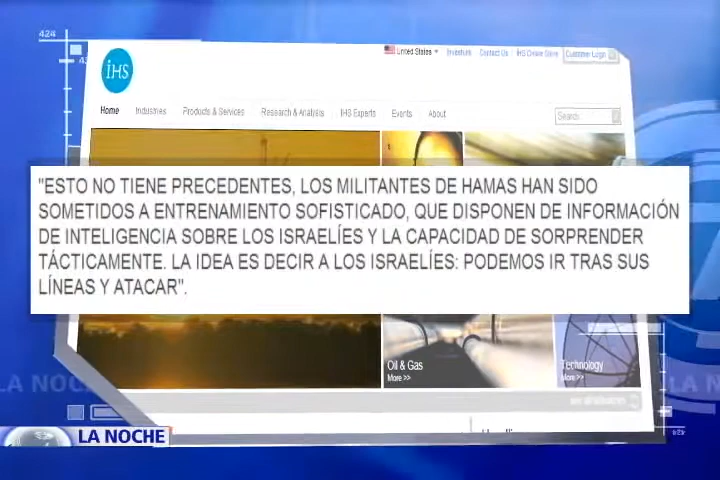 424
iHS
United States
Investors
Contact Us
IHS Online Store
Customer Login
Home
Industries
Products & Services
Research & Analysis
IHS Experts
Events
About
Search
"ESTO NO TIENE PRECEDENTES, LOS MILITANTES DE HAMAS HAN SIDO
SOMETIDOS A ENTRENAMIENTO SOFISTICADO, QUE DISPONEN DE INFORMACIÓN
DE INTELIGENCIA SOBRE LOS ISRAELÍES Y LA CAPACIDAD DE SORPRENDER
TÁCTICAMENTE. LA IDEA ES DECIR A LOS ISRAELÍES: PODEMOS IR TRAS SUS
LÍNEAS Y ATACAR".
Oil & Gas
More >>
Technology
More >>
LA NOCHE
LA N
LA NOCHE
424